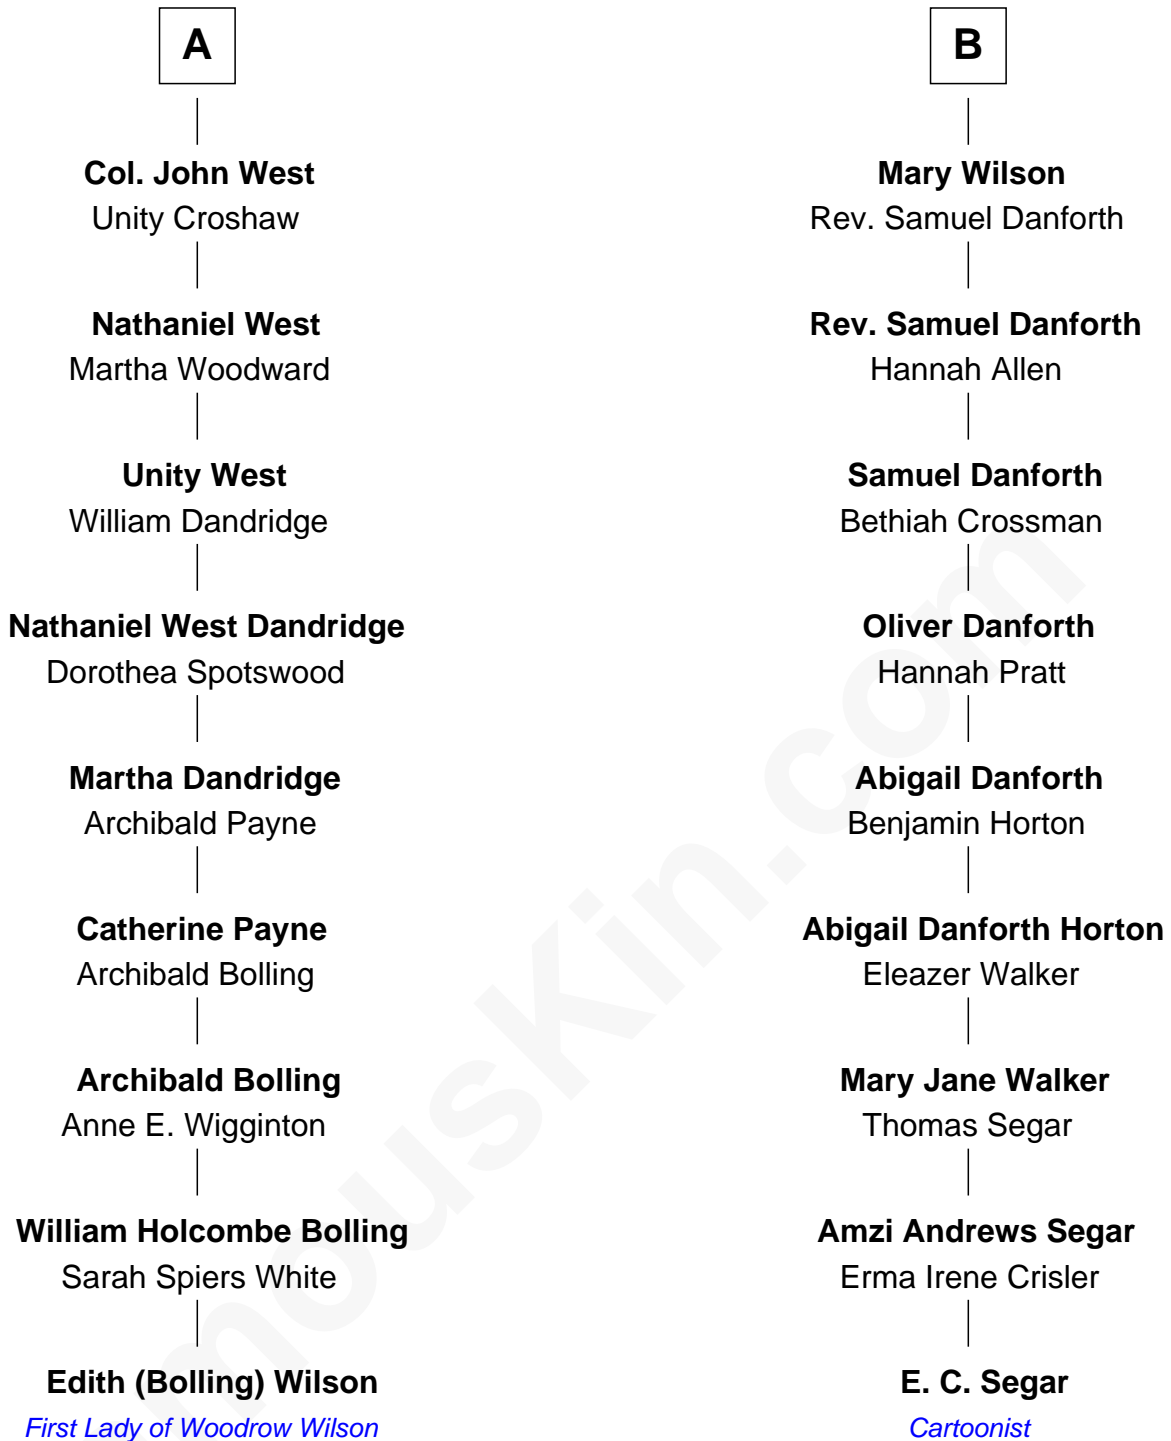 A
Col. John West
Unity Croshaw
Nathaniel West
Martha Woodward
Unity West
William Dandridge
Nathaniel West Dandridge
Dorothea Spotswood
Martha Dandridge
Archibald Payne
Catherine Payne
Archibald Bolling
Archibald Bolling
Anne E. Wigginton
William Holcombe Bolling
Sarah Spiers White
Edith (Bolling) Wilson
First Lady of Woodrow Wilson
B
Mary Wilson
Rev. Samuel Danforth
Rev. Samuel Danforth
Hannah Allen
Samuel Danforth
Bethiah Crossman
Oliver Danforth
Hannah Pratt
Abigail Danforth
Benjamin Horton
Abigail Danforth Horton
Eleazer Walker
Mary Jane Walker
Thomas Segar
Amzi Andrews Segar
Erma Irene Crisler
E. C. Segar
Cartoonist
mousKin.com